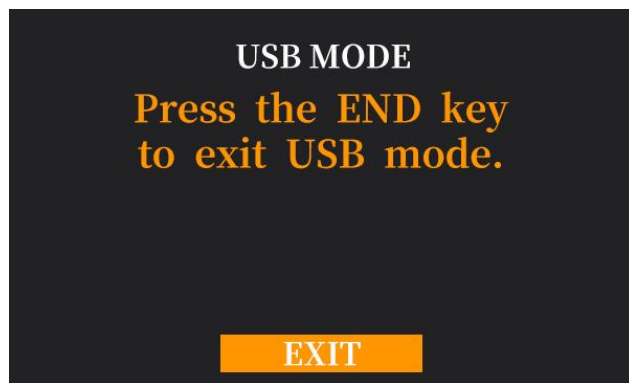 USB MODE
Press the END key
to exit USB mode.
EXIT